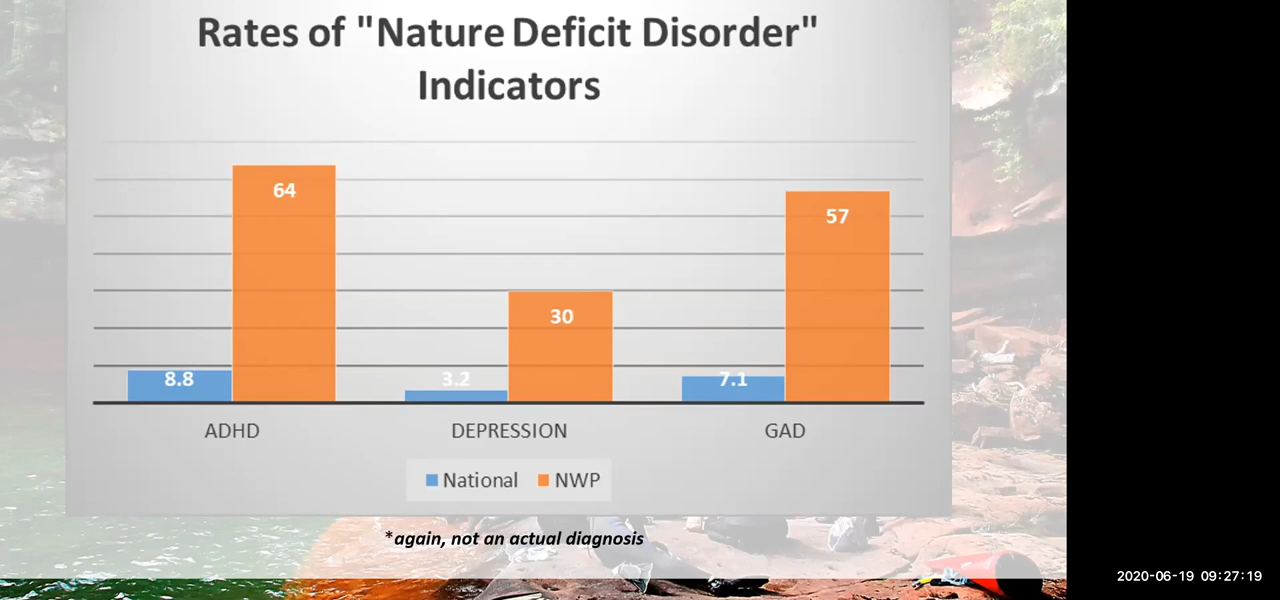 Rates of "Nature Deficit Disorder"
Indicators
64
57
30
8.8
3.2
7.1
ADHD
DEPRESSION
GAD
National
NWP
*again, not an actual diagnosis
2020-06-19 09:27:19